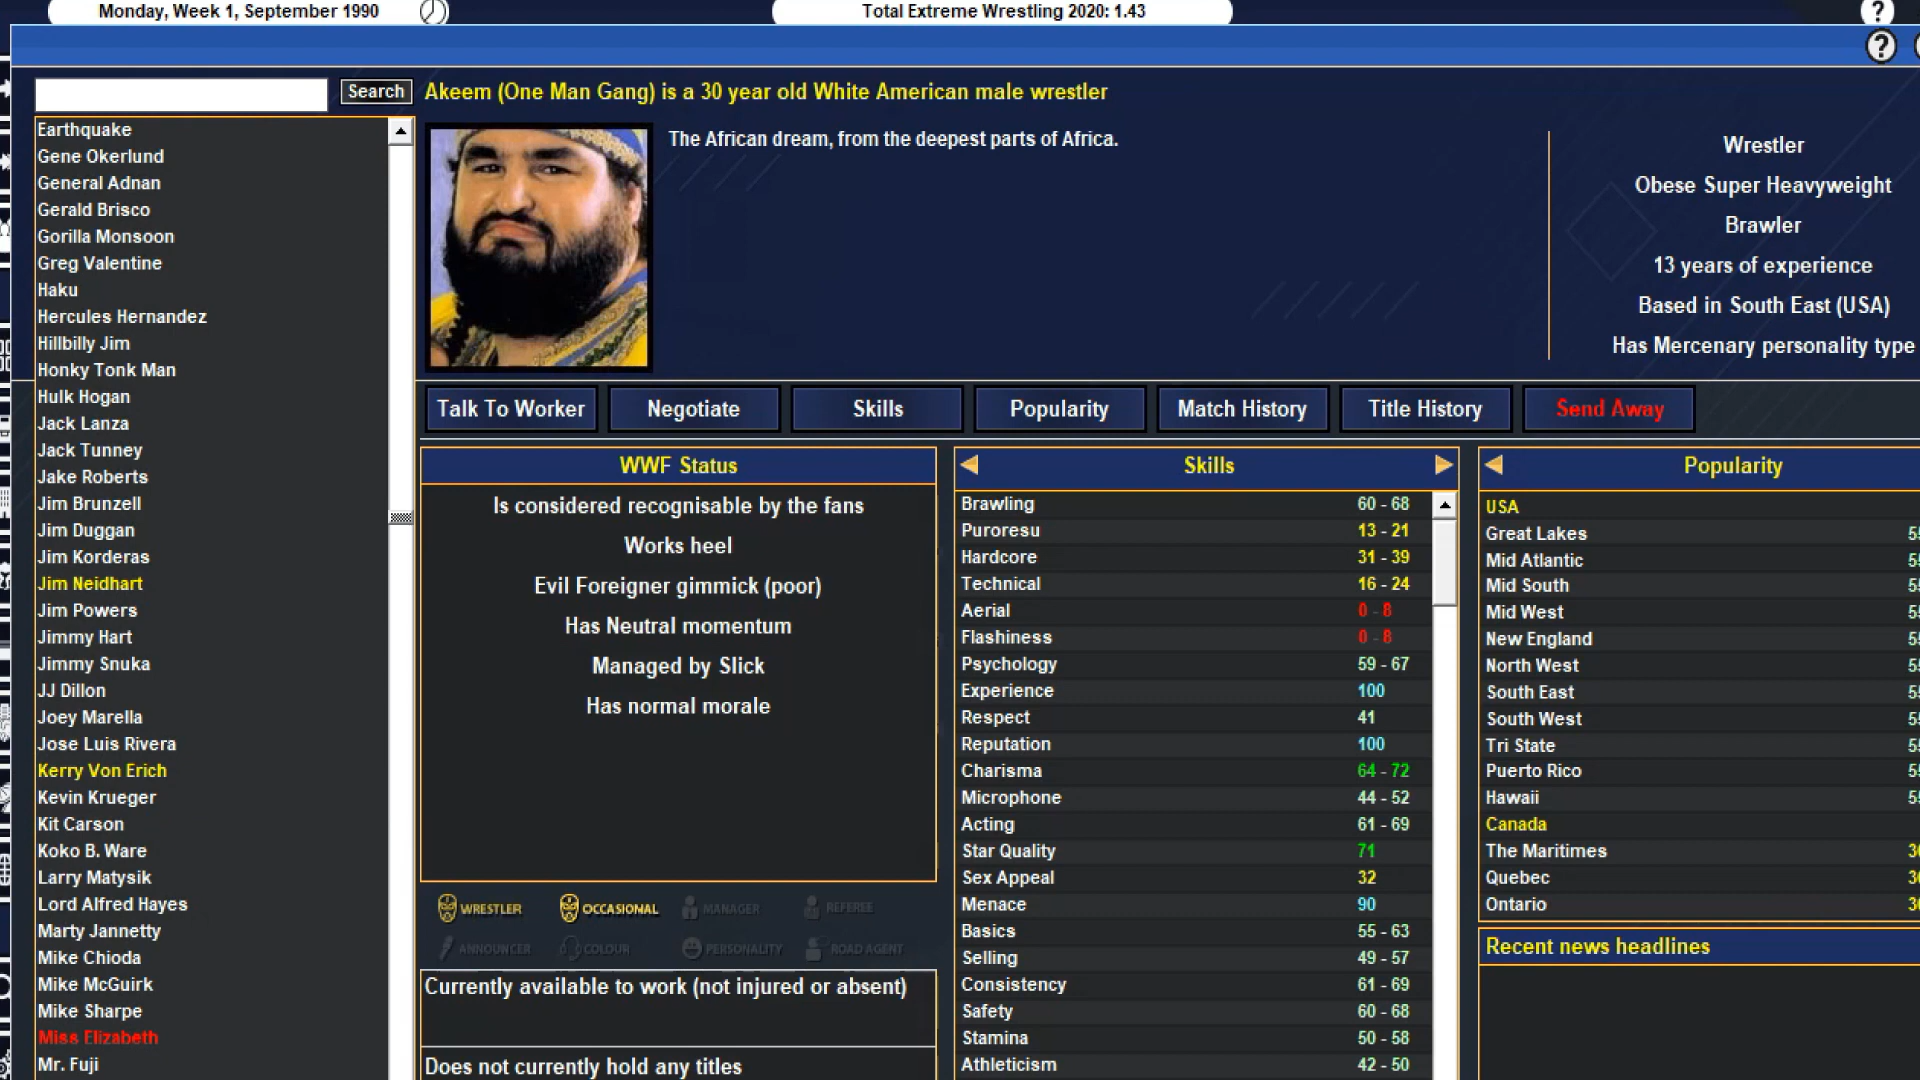 Monday, Week 1, September 1990
Total Extreme Wrestling 2020: 1.43
?
?
Search
Akeem (One Man Gang) is a 30 year old White American male wrestler
The African dream, from the deepest parts of Africa.
Wrestler
Obese Super Heavyweight
Brawler
13 years of experience
Based in South East (USA)
Has Mercenary personality type
Earthquake
Gene Okerlund
General Adnan
Gerald Brisco
Gorilla Monsoon
Greg Valentine
Haku
Hercules Hernandez
Hillbilly Jim
Honky Tonk Man
Hulk Hogan
Jack Lanza
Jack Tunney
Jake Roberts
Jim Brunzell
Jim Duggan
Jim Korderas
Jim Neidhart
Jim Powers
Jimmy Hart
Jimmy Snuka
JJ Dillon
Joey Marella
Jose Luis Rivera
Kerry Von Erich
Kevin Krueger
Kit Carson
Koko B. Ware
Larry Matysik
Lord Alfred Hayes
Marty Jannetty
Mike Chioda
Mike McGuirk
Mike Sharpe
Miss Elizabeth
Mr. Fuji
Talk To Worker
Negotiate
Skills
Popularity
Match History
Title History
Send Away
WWF Status
Is considered recognisable by the fans
Works heel
Evil Foreigner gimmick (poor)
Has Neutral momentum
Managed by Slick
Has normal morale
WRESTLER OCCASIONAL MANAGER REFEREE
ANNOUNCER COLOUR PERSONALITY ROAD AGENT
Currently available to work (not injured or absent)
Does not currently hold any titles
Skills
Brawling 60 - 68
Puroresu 13 - 21
Hardcore 31 - 39
Technical 16 - 24
Aerial 0 - 8
Flashiness 0 - 8
Psychology 59 - 67
Experience 100
Respect 41
Reputation 100
Charisma 64 - 72
Microphone 44 - 52
Acting 61 - 69
Star Quality 71
Sex Appeal 32
Menace 90
Basics 55 - 63
Selling 49 - 57
Consistency 61 - 69
Safety 60 - 68
Stamina 50 - 58
Athleticism 42 - 50
Popularity
USA
Great Lakes
Mid Atlantic
Mid South
Mid West
New England
North West
South East
South West
Tri State
Puerto Rico
Hawaii
Canada
The Maritimes
Quebec
Ontario
Recent news headlines